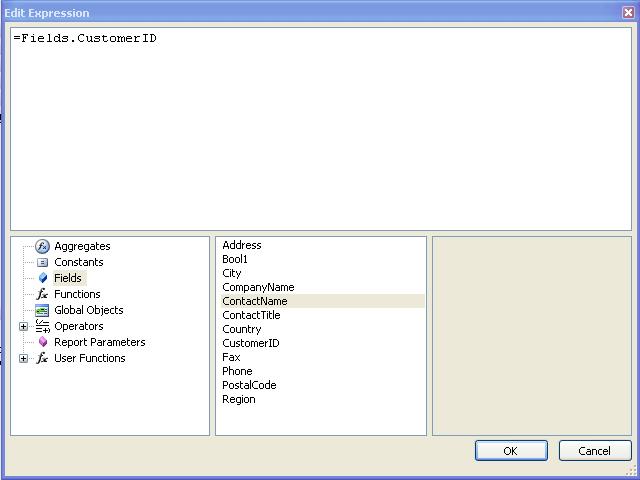 Edit Expression
=Fields.CustomerID
Aggregates
Constants
Fields
Functions
Global Objects
Operators
Report Parameters
User Functions
Address
Bool1
City
CompanyName
ContactName
ContactTitle
Country
CustomerID
Fax
Phone
PostalCode
Region
OK
Cancel